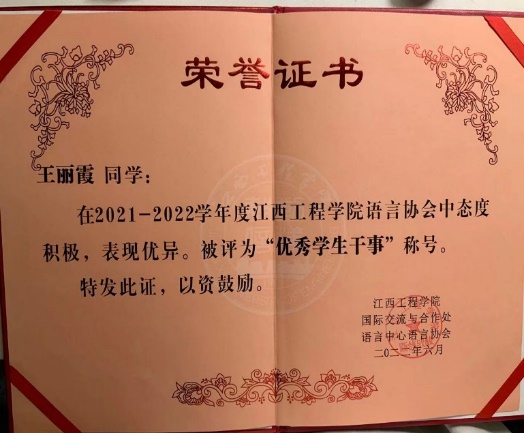 荣誉证书
王丽霞 同学：
在2021-2022学年度江西工程学院语言协会中态度
积极，表现优异。被评为“优秀学生干事”称号。
特发此证，以资鼓励。
江西工程学院
国际交流与合作处
语言中心语言协会
二〇二二年六月